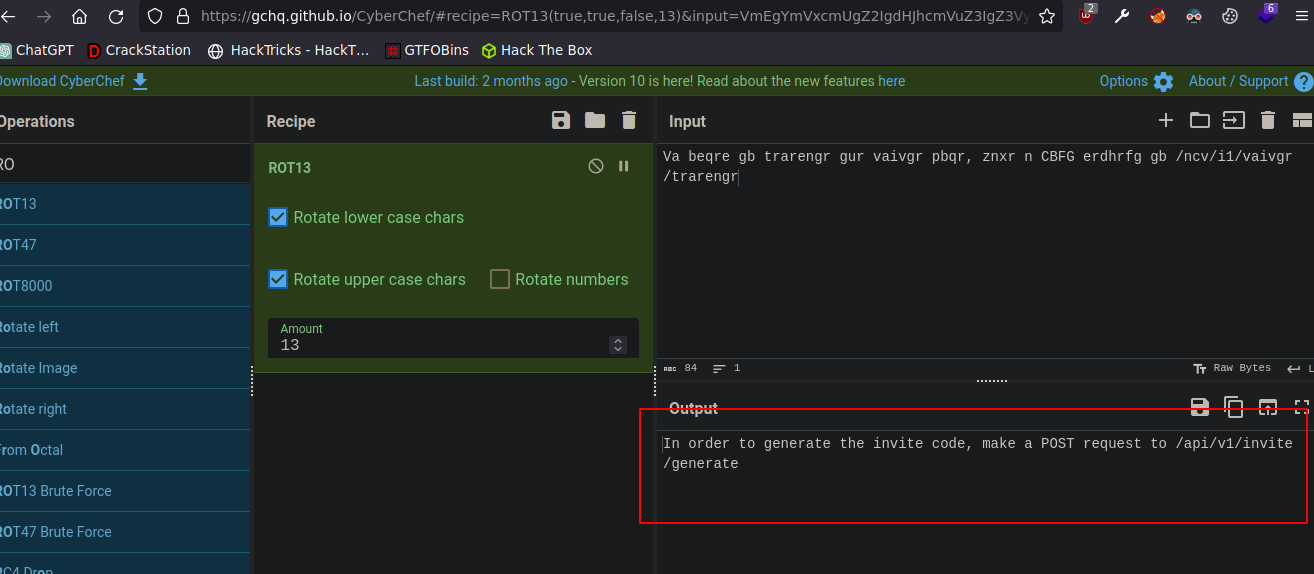 https://gchq.github.io/CyberChef/#recipe=ROT13(true,true,false,13)&input=VmEgYmVxcmUgZ2IgdHJhcmVuZ3IgZ3Vy
2
6
ChatGPT
CrackStation
HackTricks - HackT...
GTFOBins
Hack The Box
Download CyberChef
Last build: 2 months ago - Version 10 is here! Read about the new features here
Options
About / Support
Operations
Recipe
Input
RO
ROT13
ROT47
ROT8000
Rotate left
Rotate Image
Rotate right
From Octal
ROT13 Brute Force
ROT47 Brute Force
RC4 Drop
ROT13
Rotate lower case chars
Rotate upper case chars
Rotate numbers
Amount
13
Va beqre gb trarengr gur vaivgr pbqr, znxr n CBFG erdhrfg gb /ncv/i1/vaivgr
/trarengr
84
1
Raw Bytes
Output
In order to generate the invite code, make a POST request to /api/v1/invite
/generate